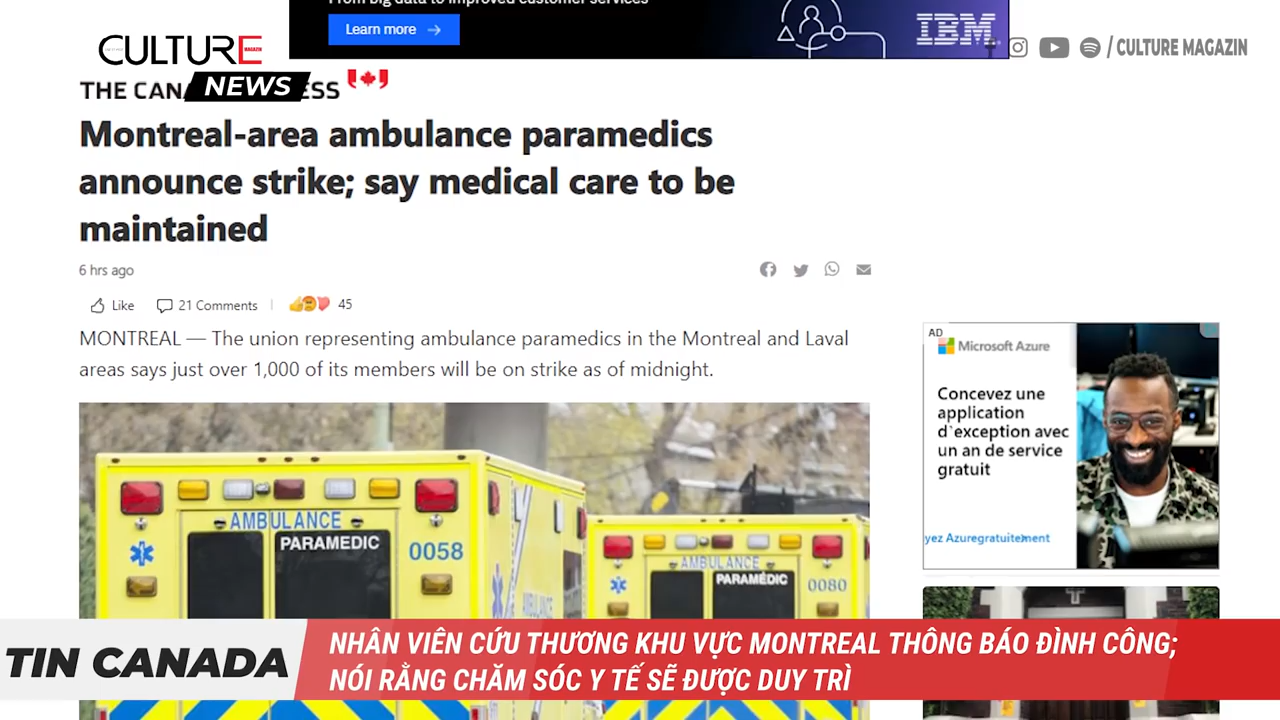 From big data to improved customer services
Learn more
IBM
CULTURE
MAGAZIN
NEWS
/ CULTURE MAGAZIN
THE CAN
ESS
Montreal-area ambulance paramedics
announce strike; say medical care to be
maintained
6 hrs ago
Like
21 Comments
45
MONTREAL — The union representing ambulance paramedics in the Montreal and Laval
areas says just over 1,000 of its members will be on strike as of midnight.
AD
Microsoft Azure
Concevez une
application
d`exception avec
un an de service
gratuit
yez Azuregratuitement
AMBULANCE
PARAMEDIC
0058
AMBULANCE
AMBULANCE
PARAMÉDIC
0080
TIN CANADA
NHÂN VIÊN CỨU THƯƠNG KHU VỰC MONTREAL THÔNG BÁO ĐÌNH CÔNG;
NÓI RẰNG CHĂM SÓC Y TẾ SẼ ĐƯỢC DUY TRÌ